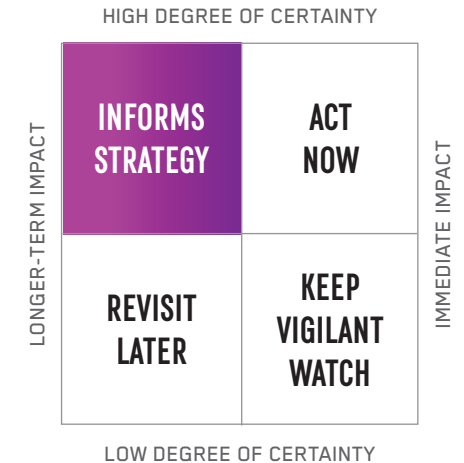 HIGH DEGREE OF CERTAINTY
LONGER-TERM IMPACT
INFORMS
STRATEGY
ACT
NOW
IMMEDIATE IMPACT
REVISIT
LATER
KEEP
VIGILANT
WATCH
LOW DEGREE OF CERTAINTY